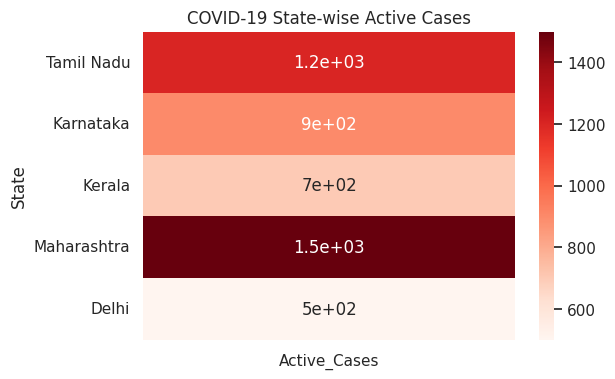 COVID-19 State-wise Active Cases
State
Tamil Nadu
1.2e+03
Karnataka
9e+02
Kerala
7e+02
Maharashtra
1.5e+03
Delhi
5e+02
Active_Cases
1400
1200
1000
800
600